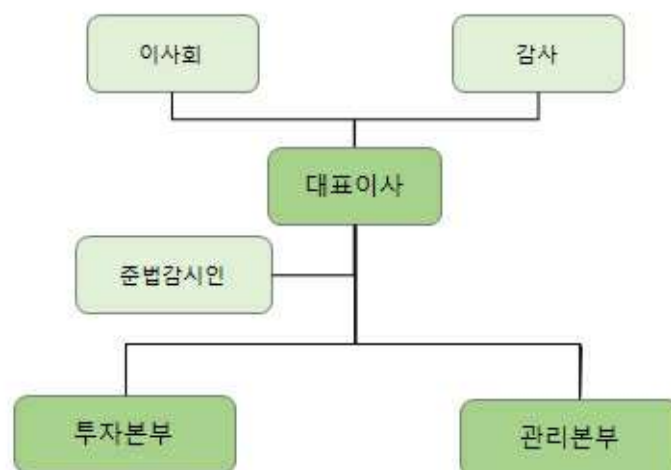 이사회
감사
대표이사
준법감시인
투자본부
관리본부